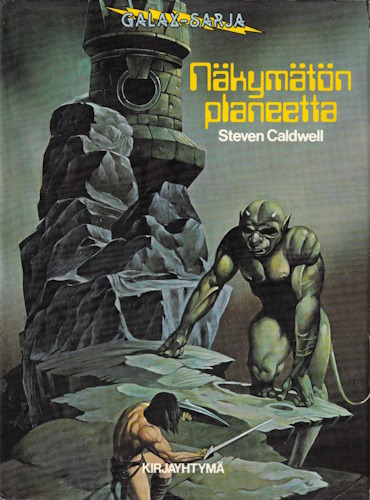 GALAX-SARJA
Näkymätön
planeetta
Steven Caldwell
KIRJAYHTYMÄ